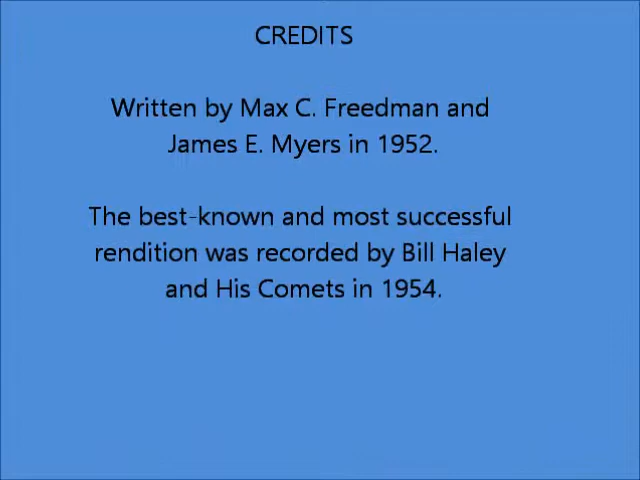 CREDITS
Written by Max C. Freedman and
James E. Myers in 1952.
The best-known and most successful
rendition was recorded by Bill Haley
and His Comets in 1954.